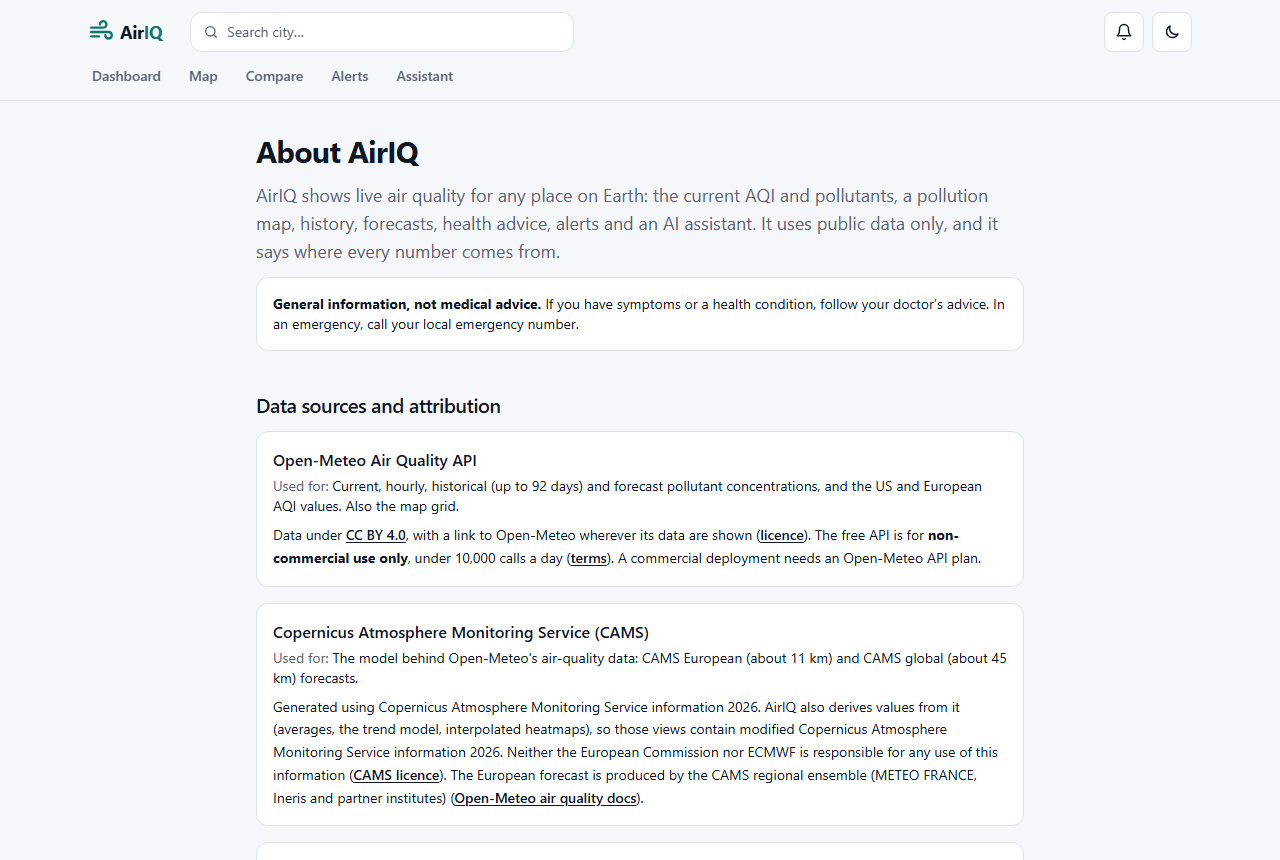 AirIQ
Search city...
Dashboard
Map
Compare
Alerts
Assistant
About AirIQ
AirIQ shows live air quality for any place on Earth: the current AQI and pollutants, a pollution
map, history, forecasts, health advice, alerts and an AI assistant. It uses public data only, and it
says where every number comes from.
General information, not medical advice. If you have symptoms or a health condition, follow your doctor's advice. In
an emergency, call your local emergency number.
Data sources and attribution
Open-Meteo Air Quality API
Used for: Current, hourly, historical (up to 92 days) and forecast pollutant concentrations, and the US and European
AQI values. Also the map grid.
Data under CC BY 4.0, with a link to Open-Meteo wherever its data are shown (licence). The free API is for non-
commercial use only, under 10,000 calls a day (terms). A commercial deployment needs an Open-Meteo API plan.
Copernicus Atmosphere Monitoring Service (CAMS)
Used for: The model behind Open-Meteo's air-quality data: CAMS European (about 11 km) and CAMS global (about 45
km) forecasts.
Generated using Copernicus Atmosphere Monitoring Service information 2026. AirIQ also derives values from it
(averages, the trend model, interpolated heatmaps), so those views contain modified Copernicus Atmosphere
Monitoring Service information 2026. Neither the European Commission nor ECMWF is responsible for any use of this
information (CAMS licence). The European forecast is produced by the CAMS regional ensemble (METEO FRANCE,
Ineris and partner institutes) (Open-Meteo air quality docs).